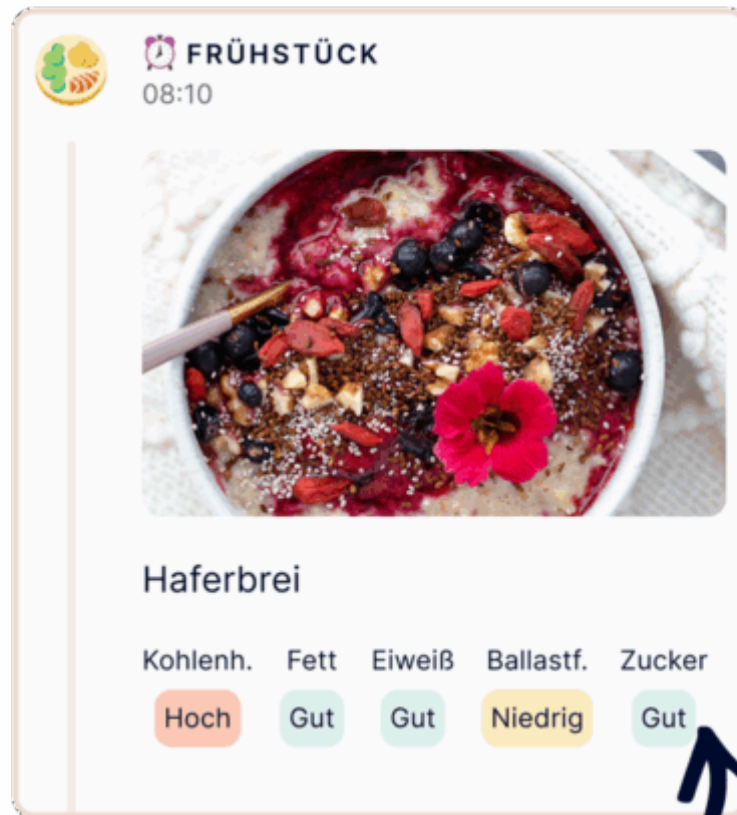 FRÜHSTÜCK
08:10
Haferbrei
Kohlenh. Fett Eiweiß Ballastf. Zucker
Hoch Gut Gut Niedrig Gut